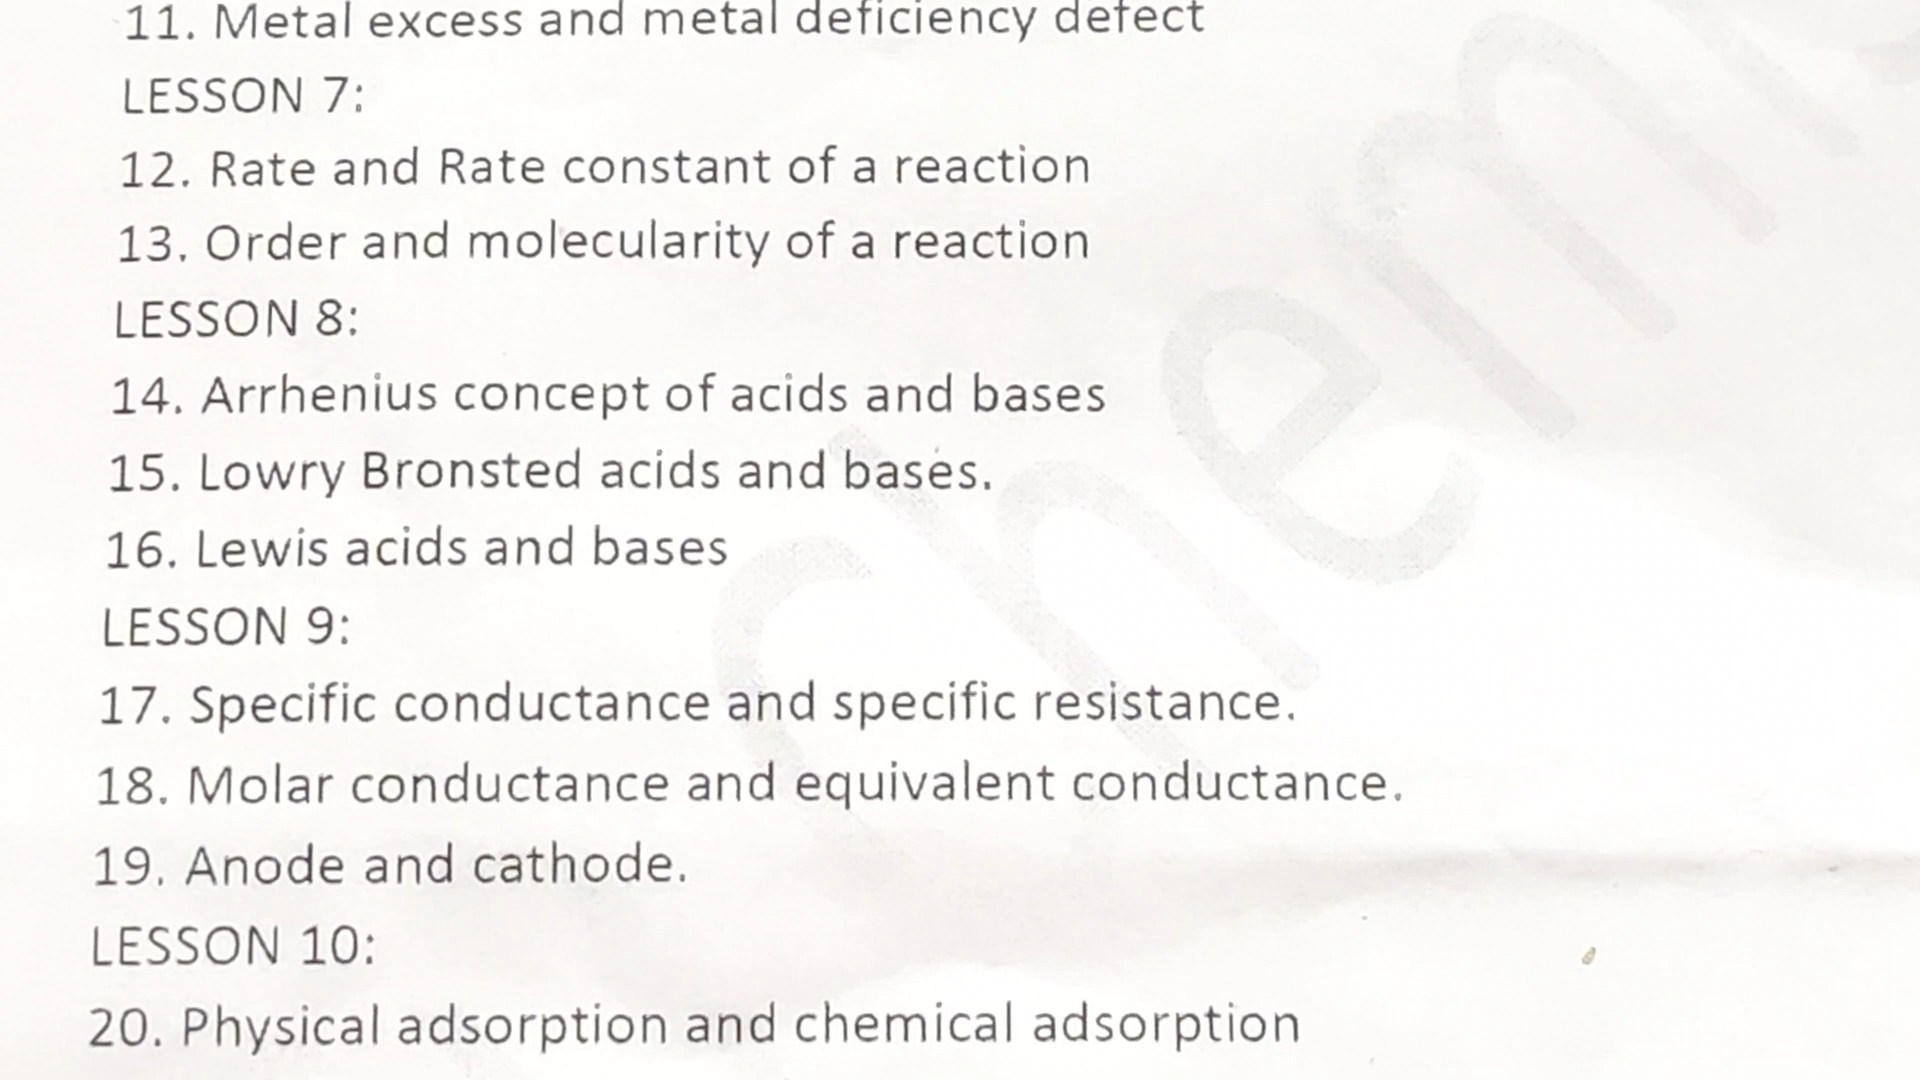 11. Metal excess and metal deficiency defect
LESSON 7:
12. Rate and Rate constant of a reaction
13. Order and molecularity of a reaction
LESSON 8:
14. Arrhenius concept of acids and bases
15. Lowry Bronsted acids and bases.
16. Lewis acids and bases
LESSON 9:
17. Specific conductance and specific resistance.
18. Molar conductance and equivalent conductance.
19. Anode and cathode.
LESSON 10:
20. Physical adsorption and chemical adsorption